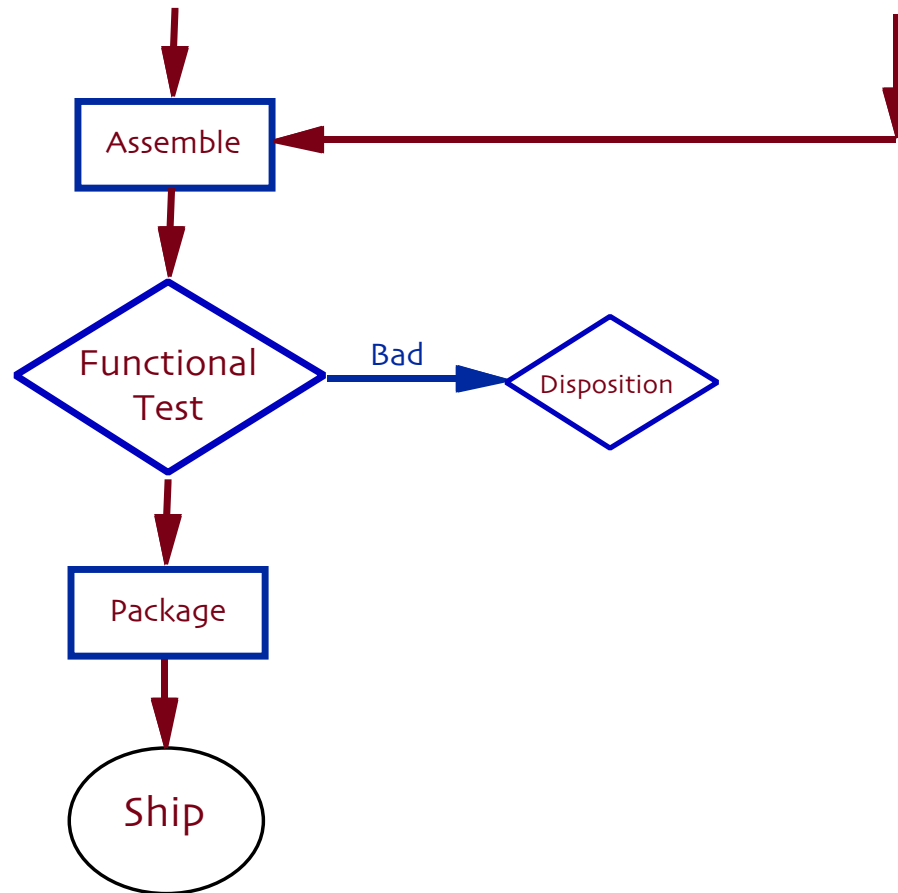 Assemble
Functional
Test
Bad
Disposition
Package
Ship